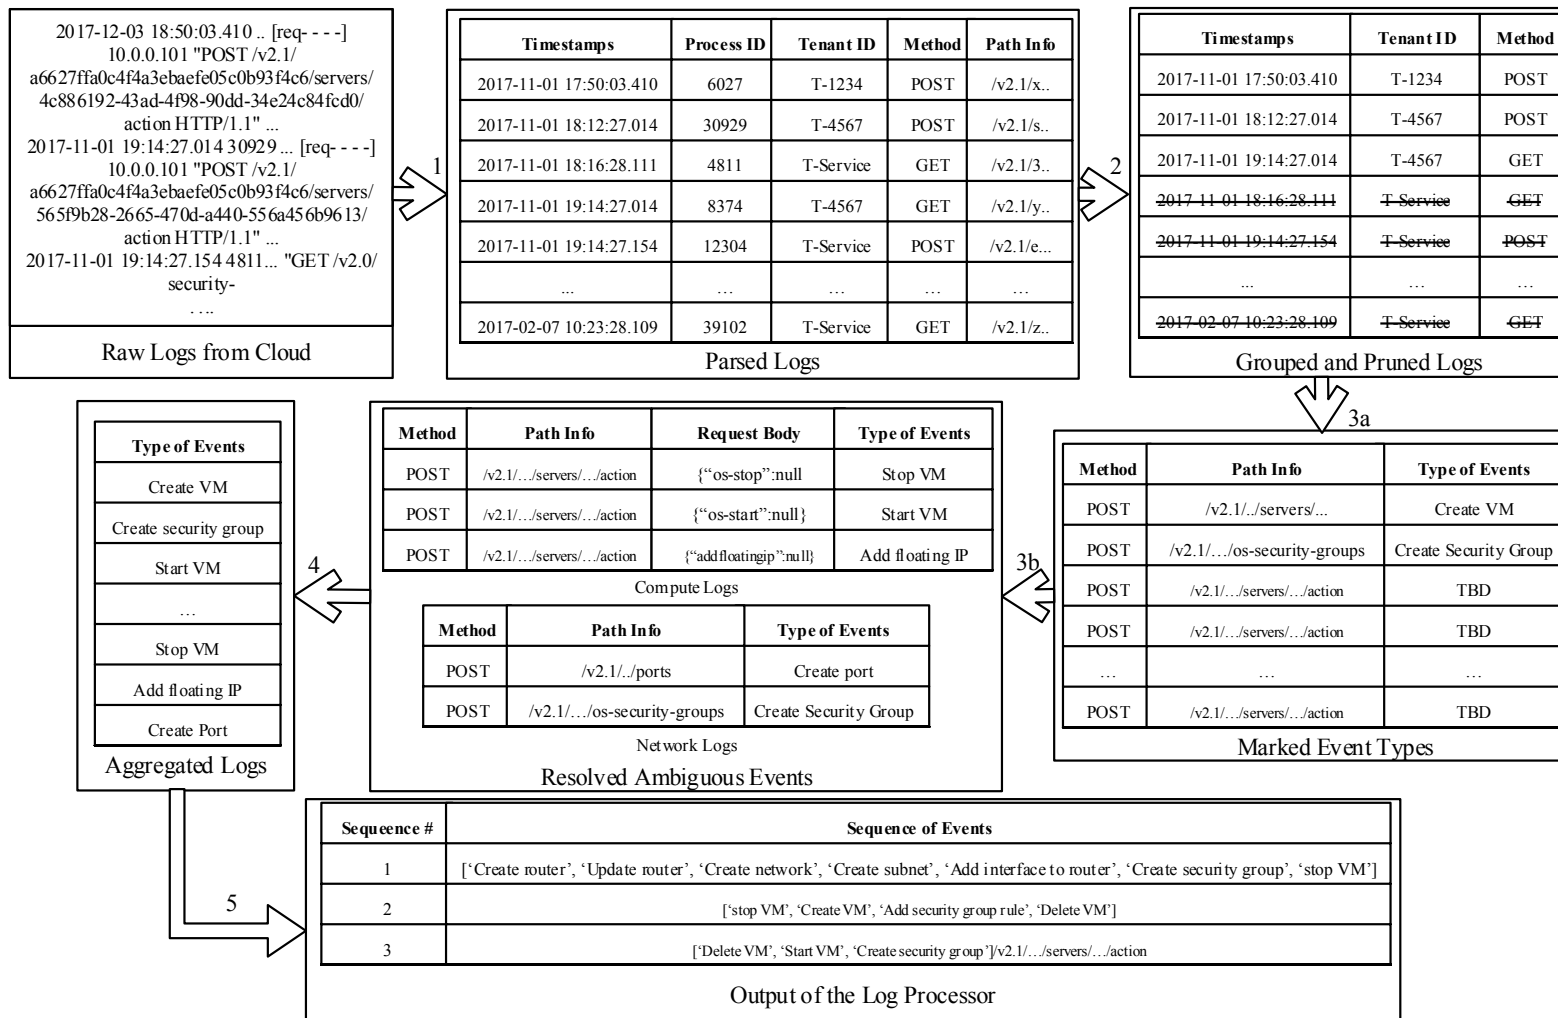 2017-12-03 18:50:03.410 .. [req- - - -]
10.0.0.101 "POST /v2.1/
a6627ffa0c4f4a3ebaefe05c0b93f4c6/servers/
4c886192-43ad-4f98-90dd-34e24c84fcd0/
action HTTP/1.1" ...
2017-11-01 19:14:27.014 30929 ... [req- - - -]
10.0.0.101 "POST /v2.1/
a6627ffa0c4f4a3ebaefe05c0b93f4c6/servers/
565f9b28-2665-470d-a440-556a456b9613/
action HTTP/1.1" ...
2017-11-01 19:14:27.154 4811... "GET /v2.0/
security-
. ...
Raw Logs from Cloud
1
Timestamps Process ID Tenant ID Method Path Info
2017-11-01 17:50:03.410 6027 T-1234 POST /v2.1/x..
2017-11-01 18:12:27.014 30929 T-4567 POST /v2.1/s..
2017-11-01 18:16:28.111 4811 T-Service GET /v2.1/3..
2017-11-01 19:14:27.014 8374 T-4567 GET /v2.1/y..
2017-11-01 19:14:27.154 12304 T-Service POST /v2.1/e...
... ... ... ... ...
2017-02-07 10:23:28.109 39102 T-Service GET /v2.1/z..
Parsed Logs
2
Timestamps Tenant ID Method
2017-11-01 17:50:03.410 T-1234 POST
2017-11-01 18:12:27.014 T-4567 POST
2017-11-01 19:14:27.014 T-4567 GET
2017-11-01 18:16:28.111 T-Service GET
2017-11-01 19:14:27.154 T-Service POST
... ... ...
2017-02-07 10:23:28.109 T-Service GET
Grouped and Pruned Logs
3a
Method Path Info Type of Events
POST /v2.1/../servers/... Create VM
POST /v2.1/.../os-security-groups Create Security Group
POST /v2.1/.../servers/.../action TBD
POST /v2.1/.../servers/.../action TBD
... ... ...
POST /v2.1/.../servers/.../action TBD
Marked Event Types
3b
Method Path Info Request Body Type of Events
POST /v2.1/.../servers/.../action {“os-stop”:null Stop VM
POST /v2.1/.../servers/.../action {“os-start”:null} Start VM
POST /v2.1/.../servers/.../action {“addfloatingip”:null} Add floating IP
Compute Logs
Method Path Info Type of Events
POST /v2.1/../ports Create port
POST /v2.1/.../os-security-groups Create Security Group
Network Logs
Resolved Ambiguous Events
4
Type of Events
Create VM
Create security group
Start VM
...
Stop VM
Add floating IP
Create Port
Aggregated Logs
5
Sequeence # Sequence of Events
1 [‘Create router’, ‘Update router’, ‘Create network’, ‘Create subnet’, ‘Add interface to router’, ‘Create security group’, ‘stop VM’]
2 [‘stop VM’, ‘Create VM’, ‘Add security group rule’, ‘Delete VM’]
3 [‘Delete VM’, ‘Start VM’, ‘Create security group’]/v2.1/.../servers/.../action
Output of the Log Processor